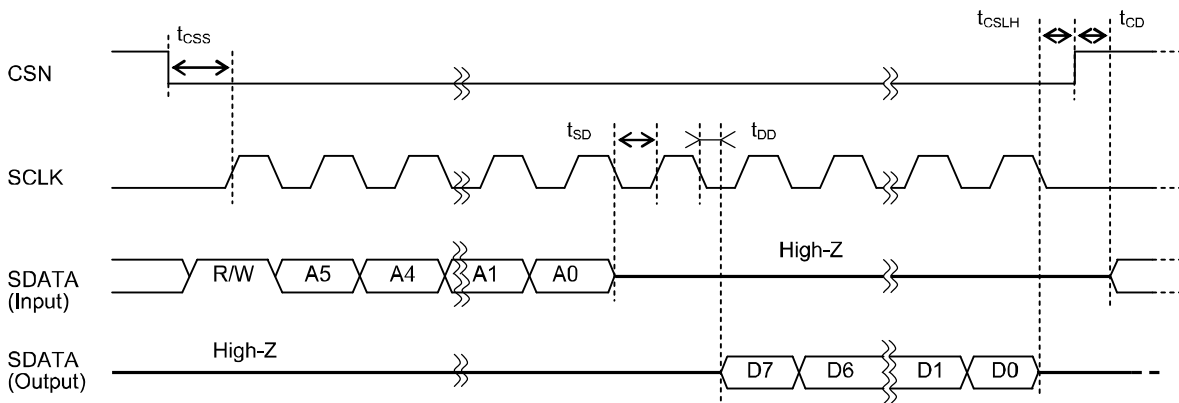 tCSS tCSLH tCD
CSN
tSD tDD
SCLK
High-Z
SDATA R/W A5 A4 A1 A0
(Input)
High-Z
SDATA
(Output) D7 D6 D1 D0